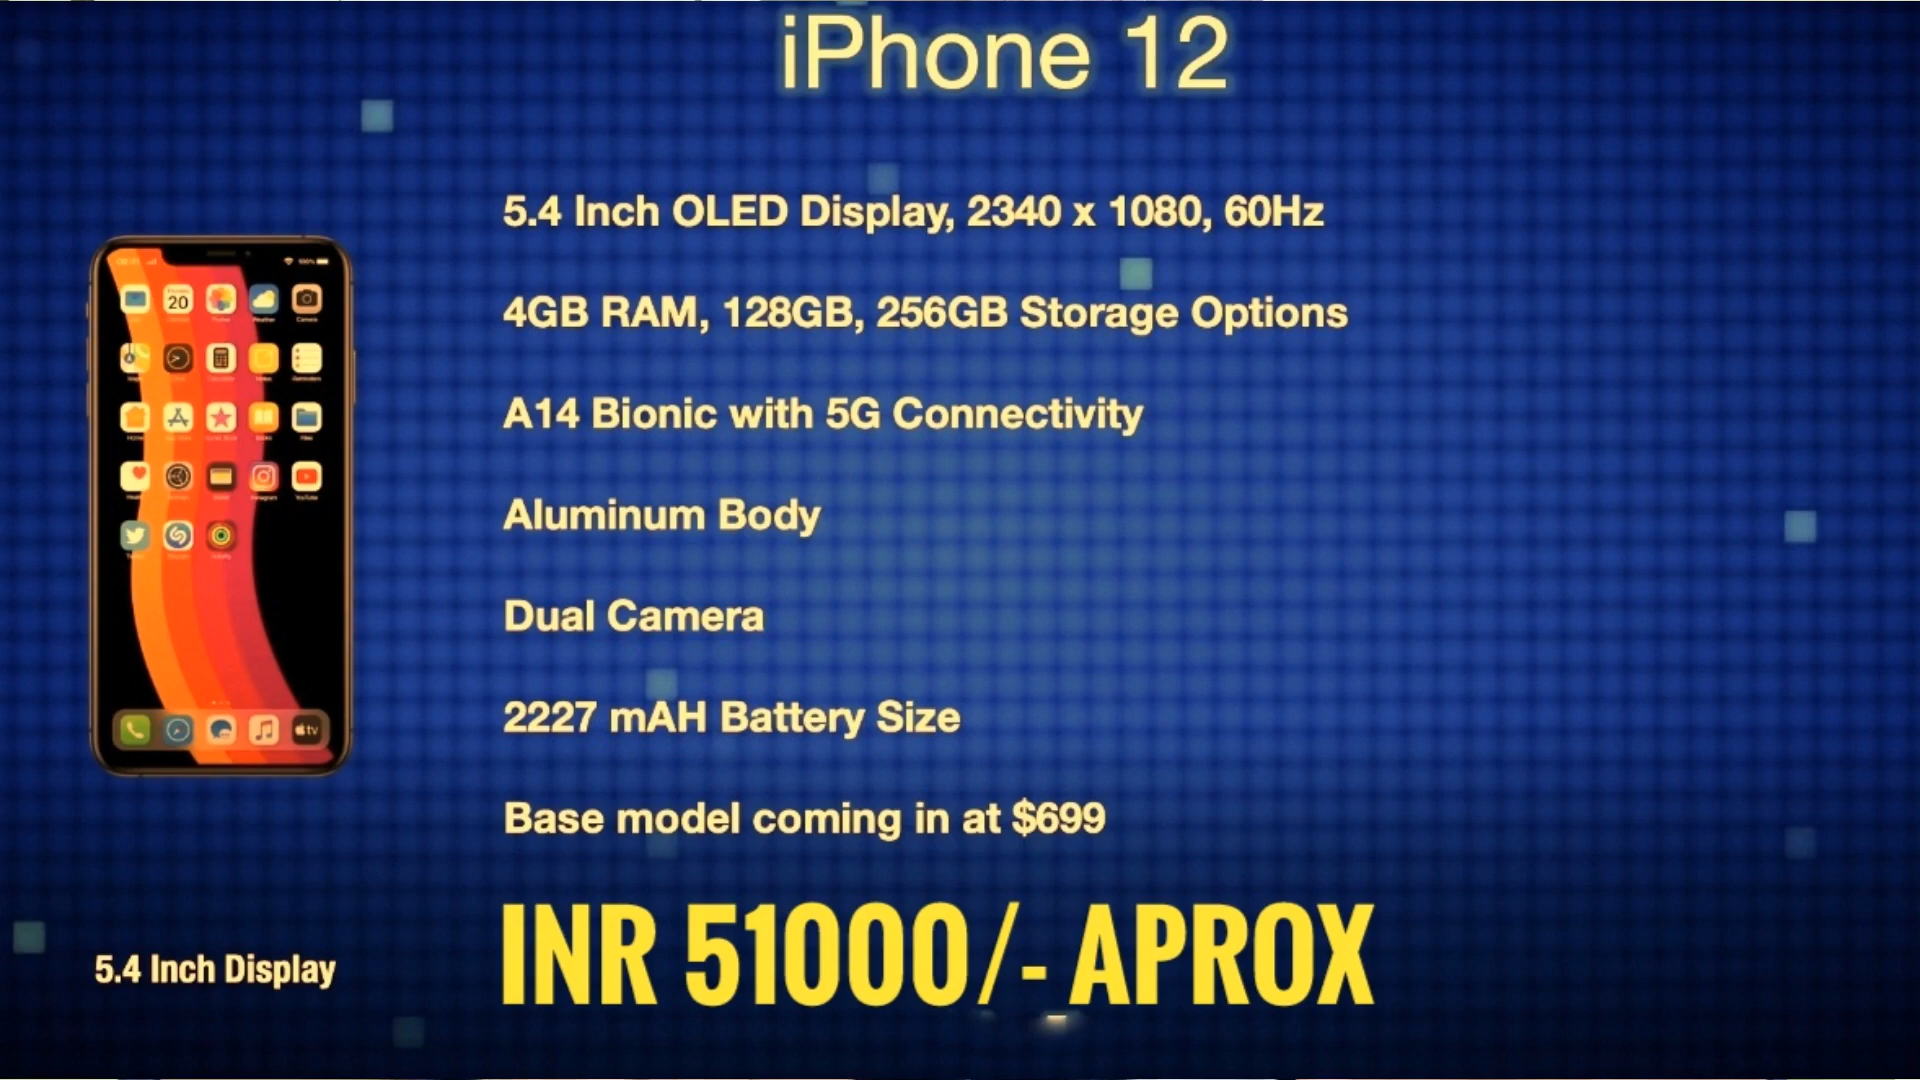 iPhone 12
5.4 Inch OLED Display, 2340 x 1080, 60Hz
4GB RAM, 128GB, 256GB Storage Options
A14 Bionic with 5G Connectivity
Aluminum Body
Dual Camera
2227 mAH Battery Size
Base model coming in at $699
INR 51000/- APROX
5.4 Inch Display
20
tv